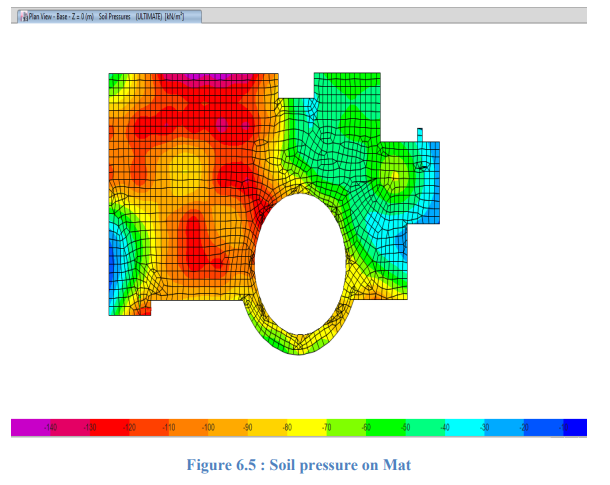 Plan View - Base - Z = 0 (m) Soil Pressures (ULTIMATE) [kN/m²]
-140 -130 -120 -110 -100 -90 -80 -70 -60 -50 -40 -30 -20 -10
Figure 6.5 : Soil pressure on Mat